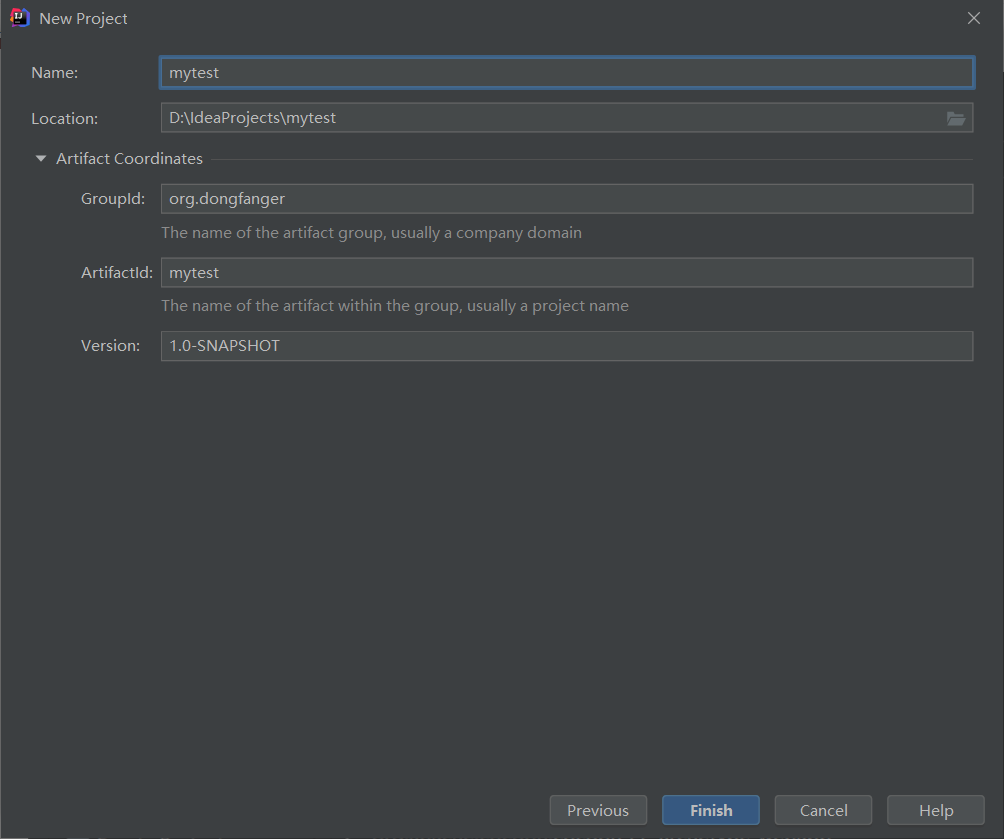 New Project
Name: mytest
Location: D:\IdeaProjects\mytest
Artifact Coordinates
GroupId: org.dongfanger
The name of the artifact group, usually a company domain
ArtifactId: mytest
The name of the artifact within the group, usually a project name
Version: 1.0-SNAPSHOT
Previous Finish Cancel Help